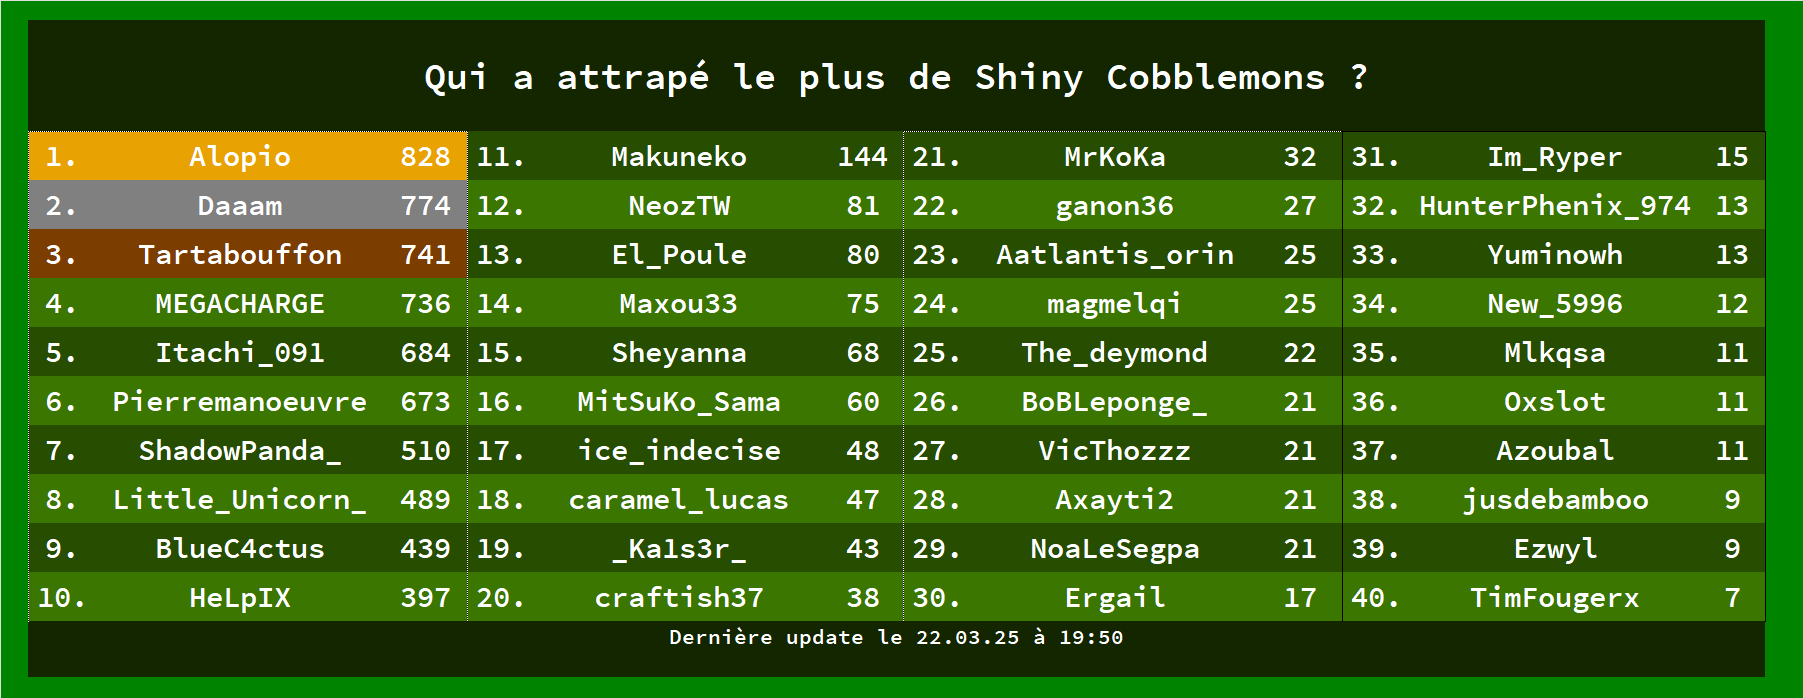 Qui a attrapé le plus de Shiny Cobblemons ?
1. Alopio 828 11. Makuneko 144 21. MrKoKa 32 31. Im_Ryper 15
2. Daaam 774 12. NeozTW 81 22. ganon36 27 32. HunterPhenix_974 13
3. Tartabouffon 741 13. El_Poule 80 23. Aatlantis_orin 25 33. Yuminowh 13
4. MEGACHARGE 736 14. Maxou33 75 24. magmelqi 25 34. New_5996 12
5. Itachi_091 684 15. Sheyanna 68 25. The_deymond 22 35. Mlkqsa 11
6. Pierremanoeuvre 673 16. MitSuKo_Sama 60 26. BoBLeponge_ 21 36. Oxslot 11
7. ShadowPanda_ 510 17. ice_indecise 48 27. VicThozzz 21 37. Azoubal 11
8. Little_Unicorn_ 489 18. caramel_lucas 47 28. Axayti2 21 38. jusdebamboo 9
9. BlueC4ctus 439 19. _Ka1s3r_ 43 29. NoaLeSegpa 21 39. Ezwyl 9
10. HeLpIX 397 20. craftish37 38 30. Ergail 17 40. TimFougerx 7
Dernière update le 22.03.25 à 19:50